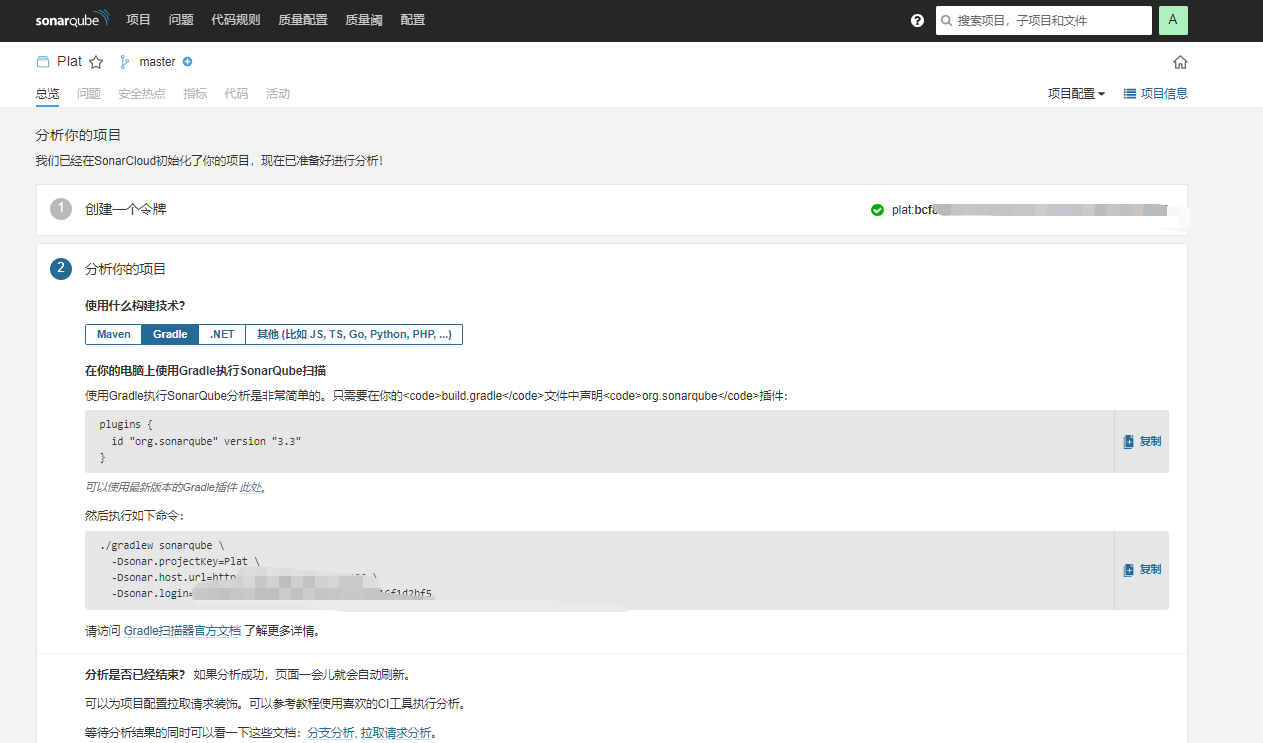 sonarqube 项目 问题 代码规则 质量配置 质量阈 配置 ? 搜索项目，子项目和文件 A
Plat master
总览 问题 安全热点 指标 代码 活动 项目配置 项目信息
分析你的项目
我们已经在SonarCloud初始化了你的项目，现在已准备好进行分析！
1 创建一个令牌 plat:bcfa
2 分析你的项目
使用什么构建技术？
Maven Gradle .NET 其他 (比如 JS, TS, Go, Python, PHP, ...)
在你的电脑上使用Gradle执行SonarQube扫描
使用Gradle执行SonarQube分析是非常简单的。只需要在你的<code>build.gradle</code>文件中声明<code>org.sonarqube</code>插件：
plugins {
id "org.sonarqube" version "3.3"
}
复制
可以使用最新版本的Gradle插件 此处。
然后执行如下命令：
./gradlew sonarqube \
-Dsonar.projectKey=Plat \
-Dsonar.host.url=http \
-Dsonar.login= 16f1d2bf5
复制
请访问 Gradle扫描器官方文档 了解更多详情。
分析是否已经结束？ 如果分析成功，页面一会儿就会自动刷新。
可以为项目配置拉取请求装饰。可以参考教程使用喜欢的CI工具执行分析。
等待分析结果的同时可以看一下这些文档：分支分析, 拉取请求分析。